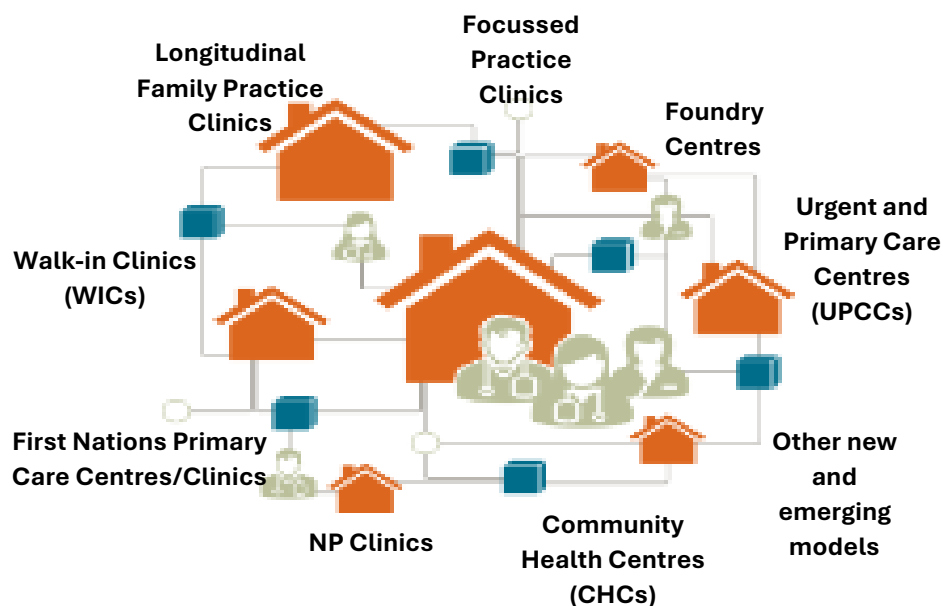 Longitudinal
Family Practice
Clinics
Focussed
Practice
Clinics
Foundry
Centres
Urgent and
Primary Care
Centres
(UPCCs)
Walk-in Clinics
(WICs)
First Nations Primary
Care Centres/Clinics
NP Clinics
Community
Health Centres
(CHCs)
Other new
and
emerging
models